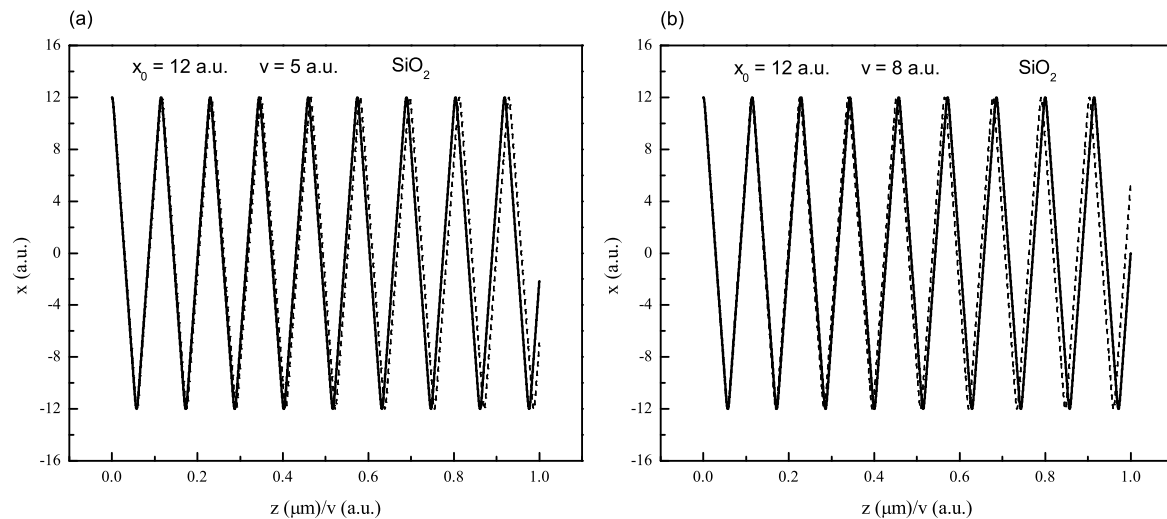 (a)
x0 = 12 a.u. v = 5 a.u. SiO2
16
12
8
4
0
-4
-8
-12
-16
x (a.u.)
0.0 0.2 0.4 0.6 0.8 1.0
z (μm)/v (a.u.)
(b)
x0 = 12 a.u. v = 8 a.u. SiO2
16
12
8
4
0
-4
-8
-12
-16
x (a.u.)
0.0 0.2 0.4 0.6 0.8 1.0
z (μm)/v (a.u.)